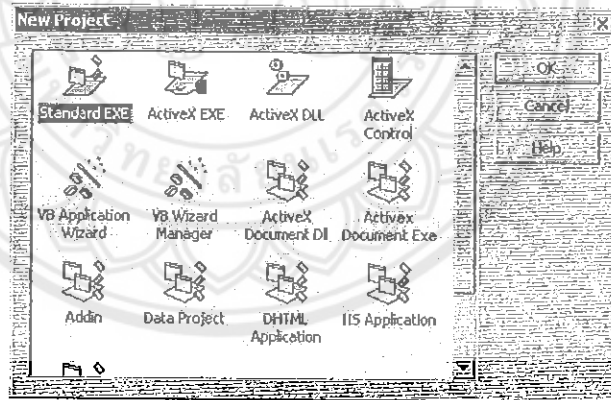 New Project
Standard EXE
ActiveX EXE
ActiveX DLL
ActiveX
Control
VB Application
Wizard
VB Wizard
Manager
ActiveX
Document Dll
Activex
Document Exe
Addin
Data Project
DHTML
Application
IIS Application
OK
Cancel
Help